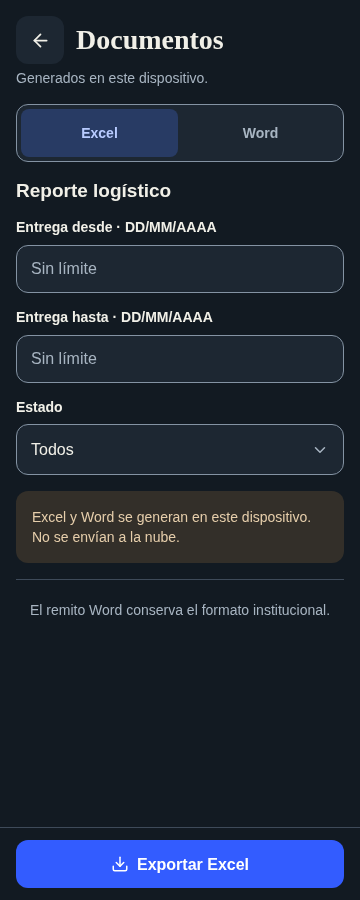 Documentos
Generados en este dispositivo.
Excel
Word
Reporte logístico
Entrega desde · DD/MM/AAAA
Sin límite
Entrega hasta · DD/MM/AAAA
Sin límite
Estado
Todos
Excel y Word se generan en este dispositivo.
No se envían a la nube.
El remito Word conserva el formato institucional.
Exportar Excel